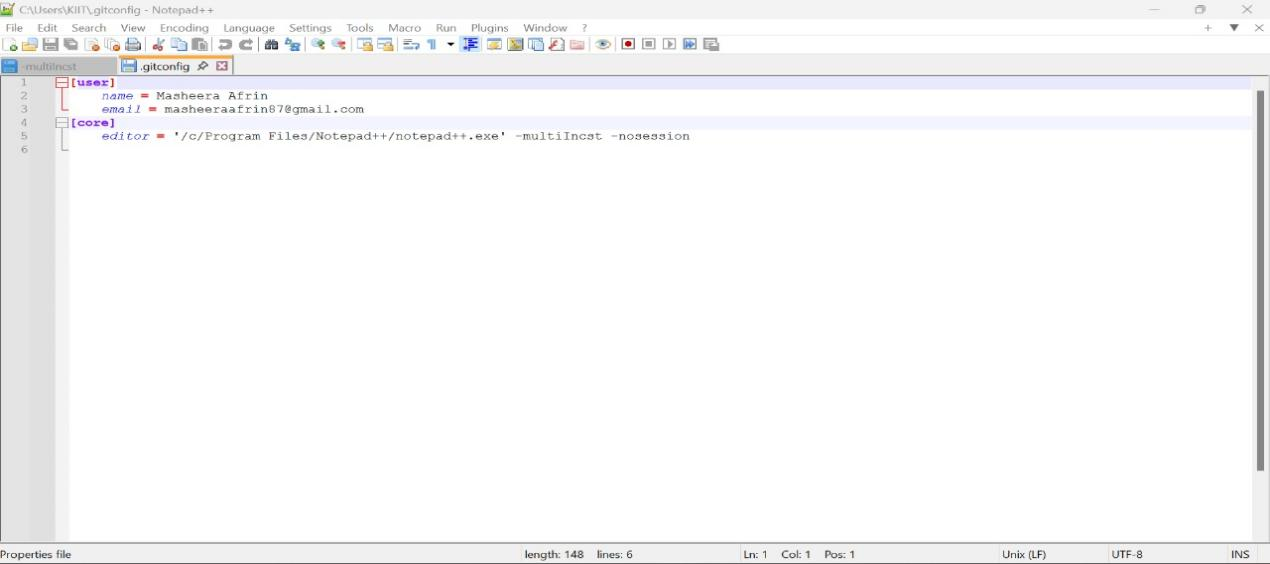 C:\Users\KIIT\.gitconfig - Notepad++
File Edit Search View Encoding Language Settings Tools Macro Run Plugins Window ?
-multiIncst .gitconfig
1 [user]
2 name = Masheera Afrin
3 email = masheeraafrin87@gmail.com
4 [core]
5 editor = '/c/Program Files/Notepad++/notepad++.exe' -multiIncst -nosession
6
Properties file length: 148 lines: 6 Ln: 1 Col: 1 Pos: 1 Unix (LF) UTF-8 INS